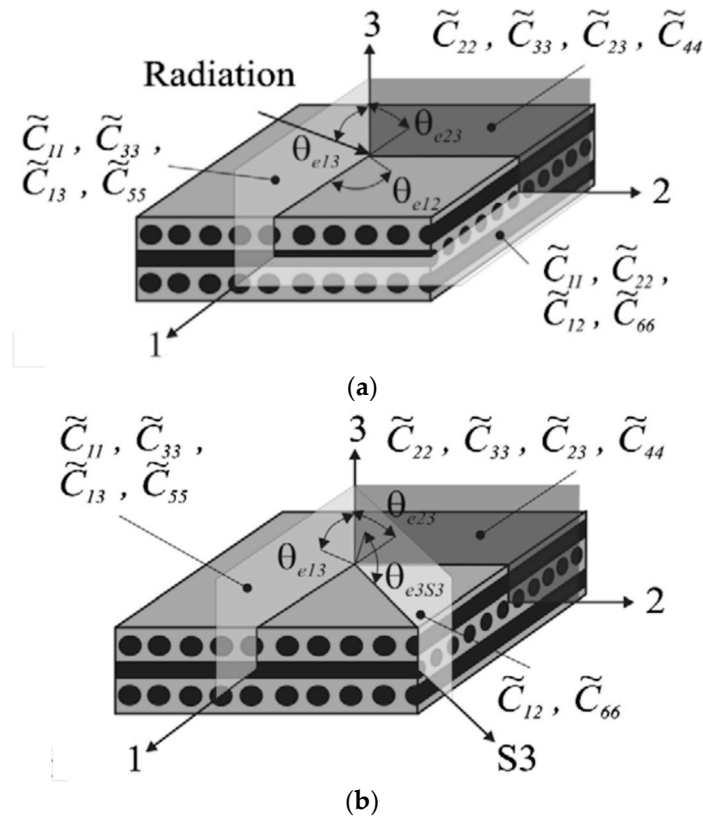 3
C̃₂₂ , C̃₃₃ , C̃₂₃ , C̃₄₄
Radiation
C̃₁₁ , C̃₃₃ ,
C̃₁₃ , C̃₅₅
θₑ₂₃
θₑ₁₃
θₑ₁₂
2
C̃₁₁ , C̃₂₂ ,
C̃₁₂ , C̃₆₆
1
(a)
3
C̃₂₂ , C̃₃₃ , C̃₂₃ , C̃₄₄
C̃₁₁ , C̃₃₃ ,
C̃₁₃ , C̃₅₅
θₑ₂₃
θₑ₁₃
θₑ₃S₃
2
C̃₁₂ , C̃₆₆
1
S3
(b)